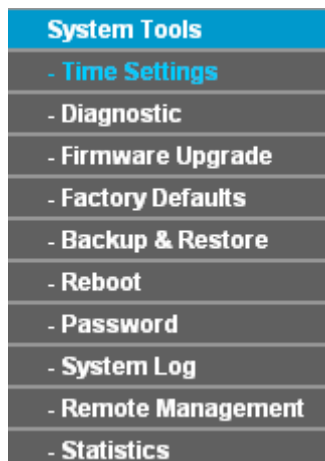 System Tools
- Time Settings
- Diagnostic
- Firmware Upgrade
- Factory Defaults
- Backup & Restore
- Reboot
- Password
- System Log
- Remote Management
- Statistics